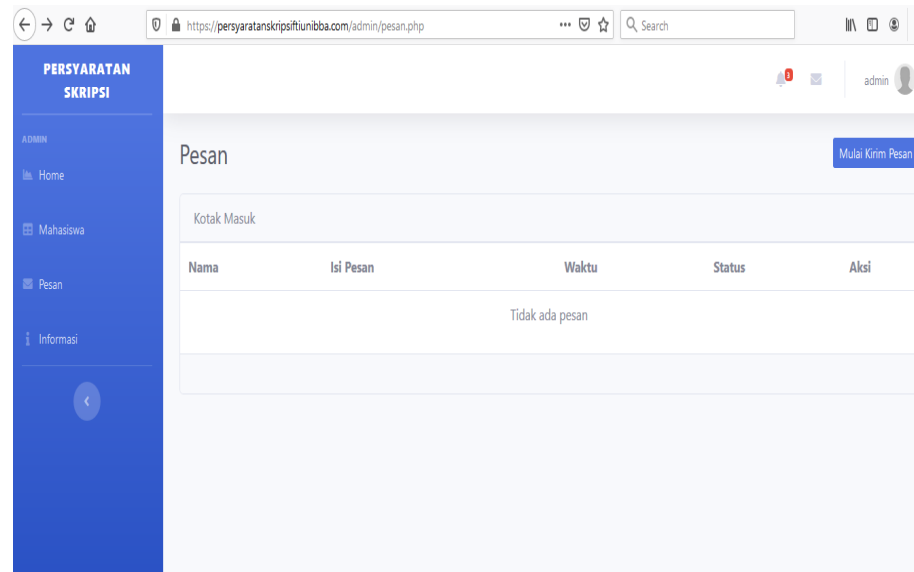 https://persyaratanskripsiftiunibba.com/admin/pesan.php
Search
PERSYARATAN
SKRIPSI
3
admin
ADMIN
Home
Mahasiswa
Pesan
Informasi
Pesan
Mulai Kirim Pesan
Kotak Masuk
Nama Isi Pesan Waktu Status Aksi
Tidak ada pesan